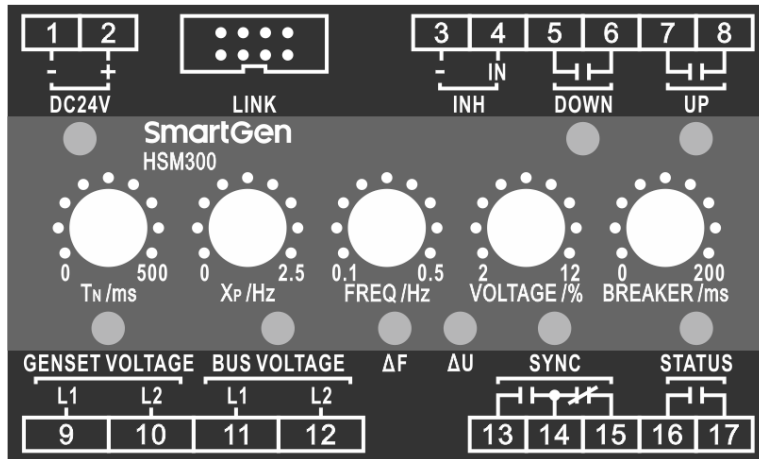 1 2 3 4 5 6 7 8
- + - IN
DC24V LINK INH DOWN UP
SmartGen
HSM300
0 500 0 2.5 0.1 0.5 2 12 0 200
TN /ms XP /Hz FREQ /Hz VOLTAGE /% BREAKER /ms
GENSET VOLTAGE BUS VOLTAGE ΔF ΔU SYNC STATUS
L1 L2 L1 L2
9 10 11 12 13 14 15 16 17